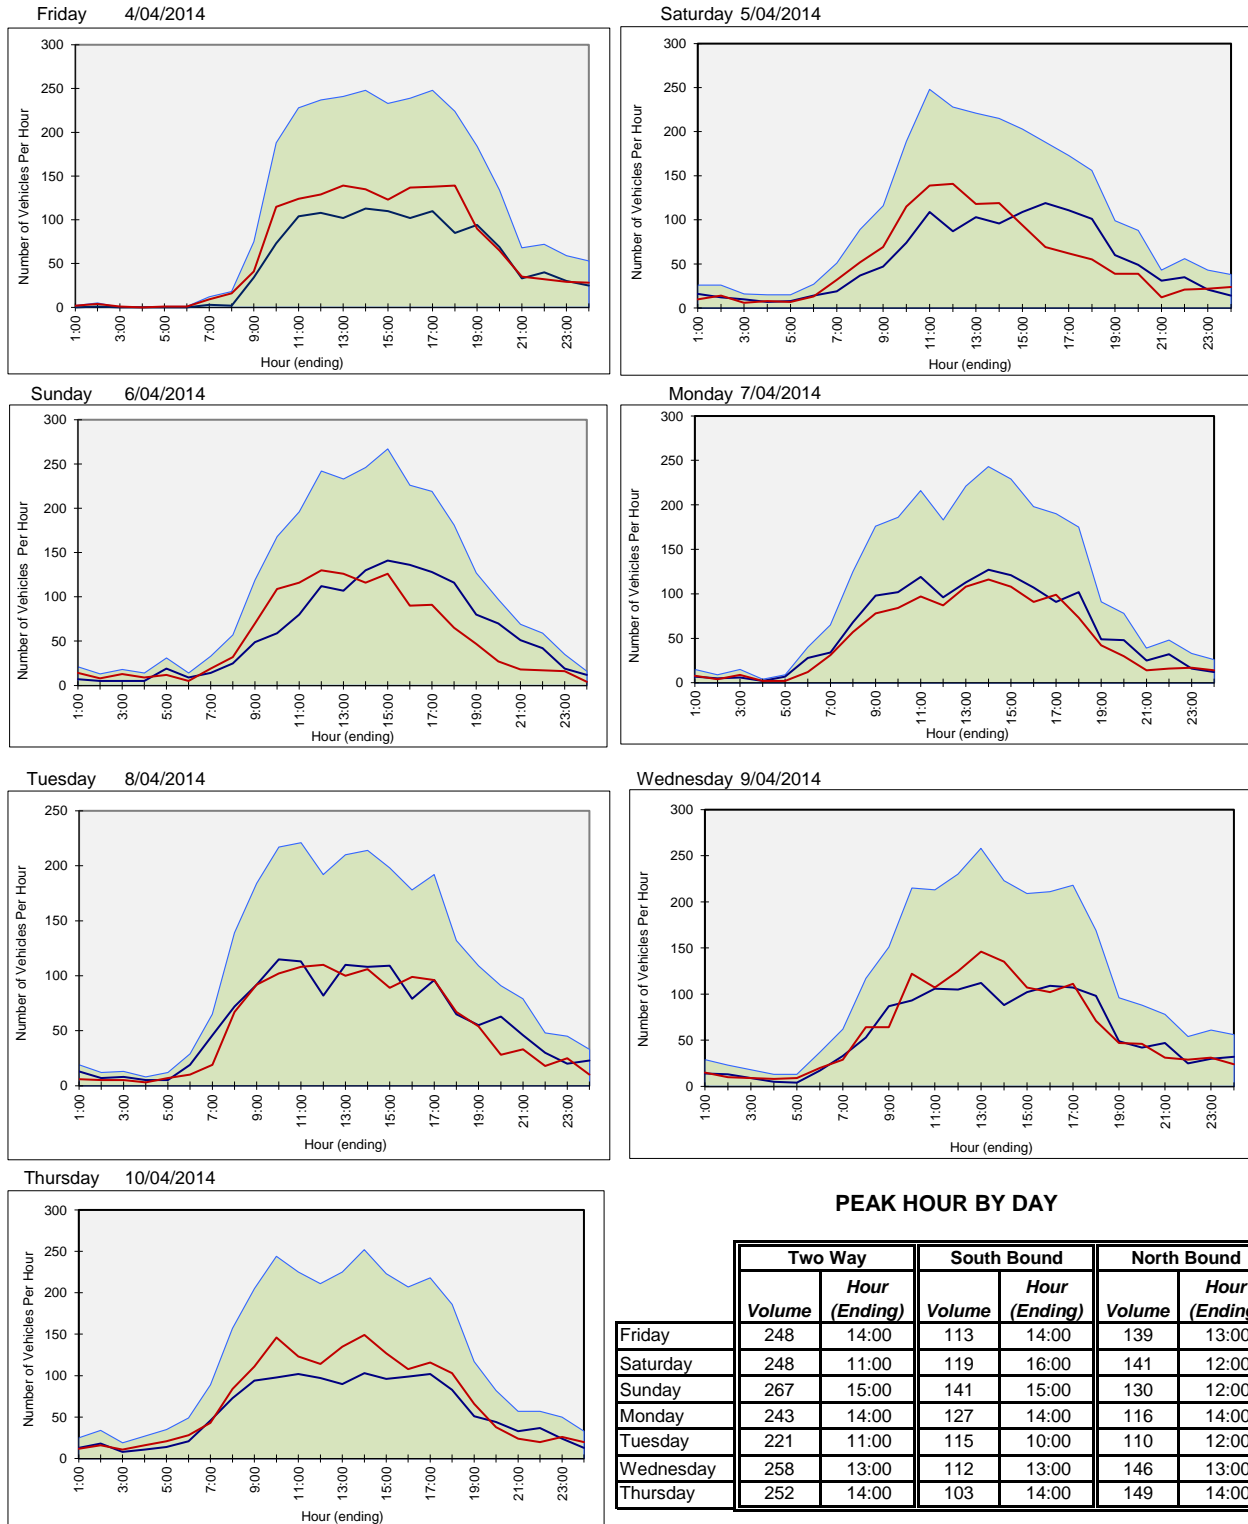 Friday 4/04/2014
300
250
200
150
100
50
0
Number of Vehicles Per Hour
1:00 3:00 5:00 7:00 9:00 11:00 13:00 15:00 17:00 19:00 21:00 23:00
Hour (ending)
Saturday 5/04/2014
300
250
200
150
100
50
0
Number of Vehicles Per Hour
1:00 3:00 5:00 7:00 9:00 11:00 13:00 15:00 17:00 19:00 21:00 23:00
Hour (ending)
Sunday 6/04/2014
300
250
200
150
100
50
0
Number of Vehicles Per Hour
1:00 3:00 5:00 7:00 9:00 11:00 13:00 15:00 17:00 19:00 21:00 23:00
Hour (ending)
Monday 7/04/2014
300
250
200
150
100
50
0
Number of Vehicles Per Hour
1:00 3:00 5:00 7:00 9:00 11:00 13:00 15:00 17:00 19:00 21:00 23:00
Hour (ending)
Tuesday 8/04/2014
250
200
150
100
50
0
Number of Vehicles Per Hour
1:00 3:00 5:00 7:00 9:00 11:00 13:00 15:00 17:00 19:00 21:00 23:00
Hour (ending)
Wednesday 9/04/2014
300
250
200
150
100
50
0
Number of Vehicles Per Hour
1:00 3:00 5:00 7:00 9:00 11:00 13:00 15:00 17:00 19:00 21:00 23:00
Hour (ending)
Thursday 10/04/2014
300
250
200
150
100
50
0
Number of Vehicles Per Hour
1:00 3:00 5:00 7:00 9:00 11:00 13:00 15:00 17:00 19:00 21:00 23:00
Hour (ending)
PEAK HOUR BY DAY
Two Way South Bound North Bound
Hour Hour Hour
Volume (Ending) Volume (Ending) Volume (Ending
Friday 248 14:00 113 14:00 139 13:00
Saturday 248 11:00 119 16:00 141 12:00
Sunday 267 15:00 141 15:00 130 12:00
Monday 243 14:00 127 14:00 116 14:00
Tuesday 221 11:00 115 10:00 110 12:00
Wednesday 258 13:00 112 13:00 146 13:00
Thursday 252 14:00 103 14:00 149 14:00